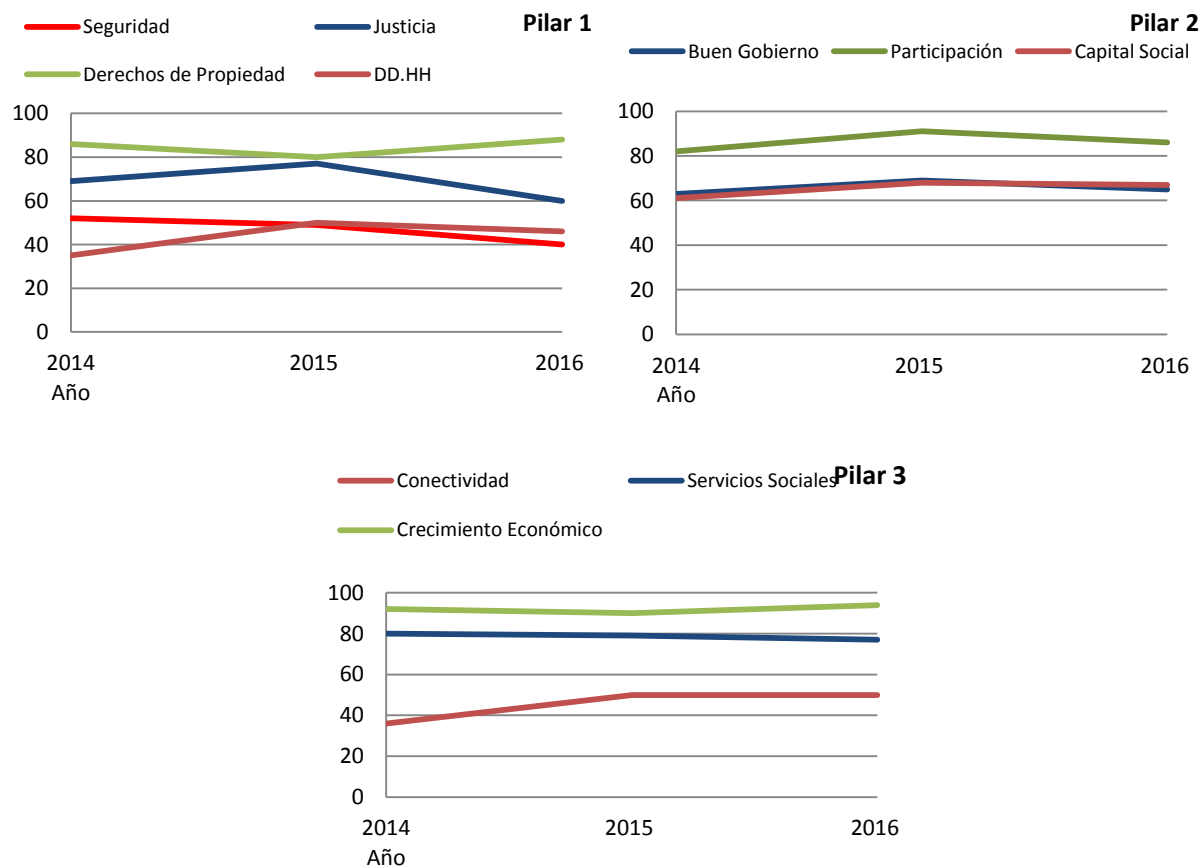 Pilar 1
Seguridad
Justicia
Derechos de Propiedad
DD.HH
100
80
60
40
20
0
2014
2015
2016
Año
Pilar 2
Buen Gobierno
Participación
Capital Social
100
80
60
40
20
0
2014
2015
2016
Año
Pilar 3
Conectividad
Servicios Sociales
Crecimiento Económico
100
80
60
40
20
0
2014
2015
2016
Año